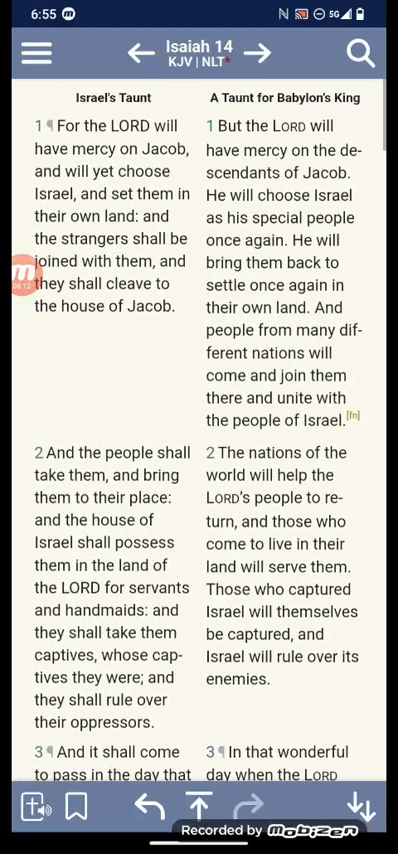 6:55
5G
Isaiah 14
KJV | NLT*
Israel's Taunt
1 ¶ For the LORD will
have mercy on Jacob,
and will yet choose
Israel, and set them in
their own land: and
the strangers shall be
joined with them, and
they shall cleave to
the house of Jacob.
2 And the people shall
take them, and bring
them to their place:
and the house of
Israel shall possess
them in the land of
the LORD for servants
and handmaids: and
they shall take them
captives, whose cap-
tives they were; and
they shall rule over
their oppressors.
3 ¶ And it shall come
to pass in the day that
A Taunt for Babylon's King
1 But the LORD will
have mercy on the de-
scendants of Jacob.
He will choose Israel
as his special people
once again. He will
bring them back to
settle once again in
their own land. And
people from many dif-
ferent nations will
come and join them
there and unite with
the people of Israel.[fn]
2 The nations of the
world will help the
LORD's people to re-
turn, and those who
come to live in their
land will serve them.
Those who captured
Israel will themselves
be captured, and
Israel will rule over its
enemies.
3 ¶ In that wonderful
day when the LORD
08:12
Recorded by mobizen